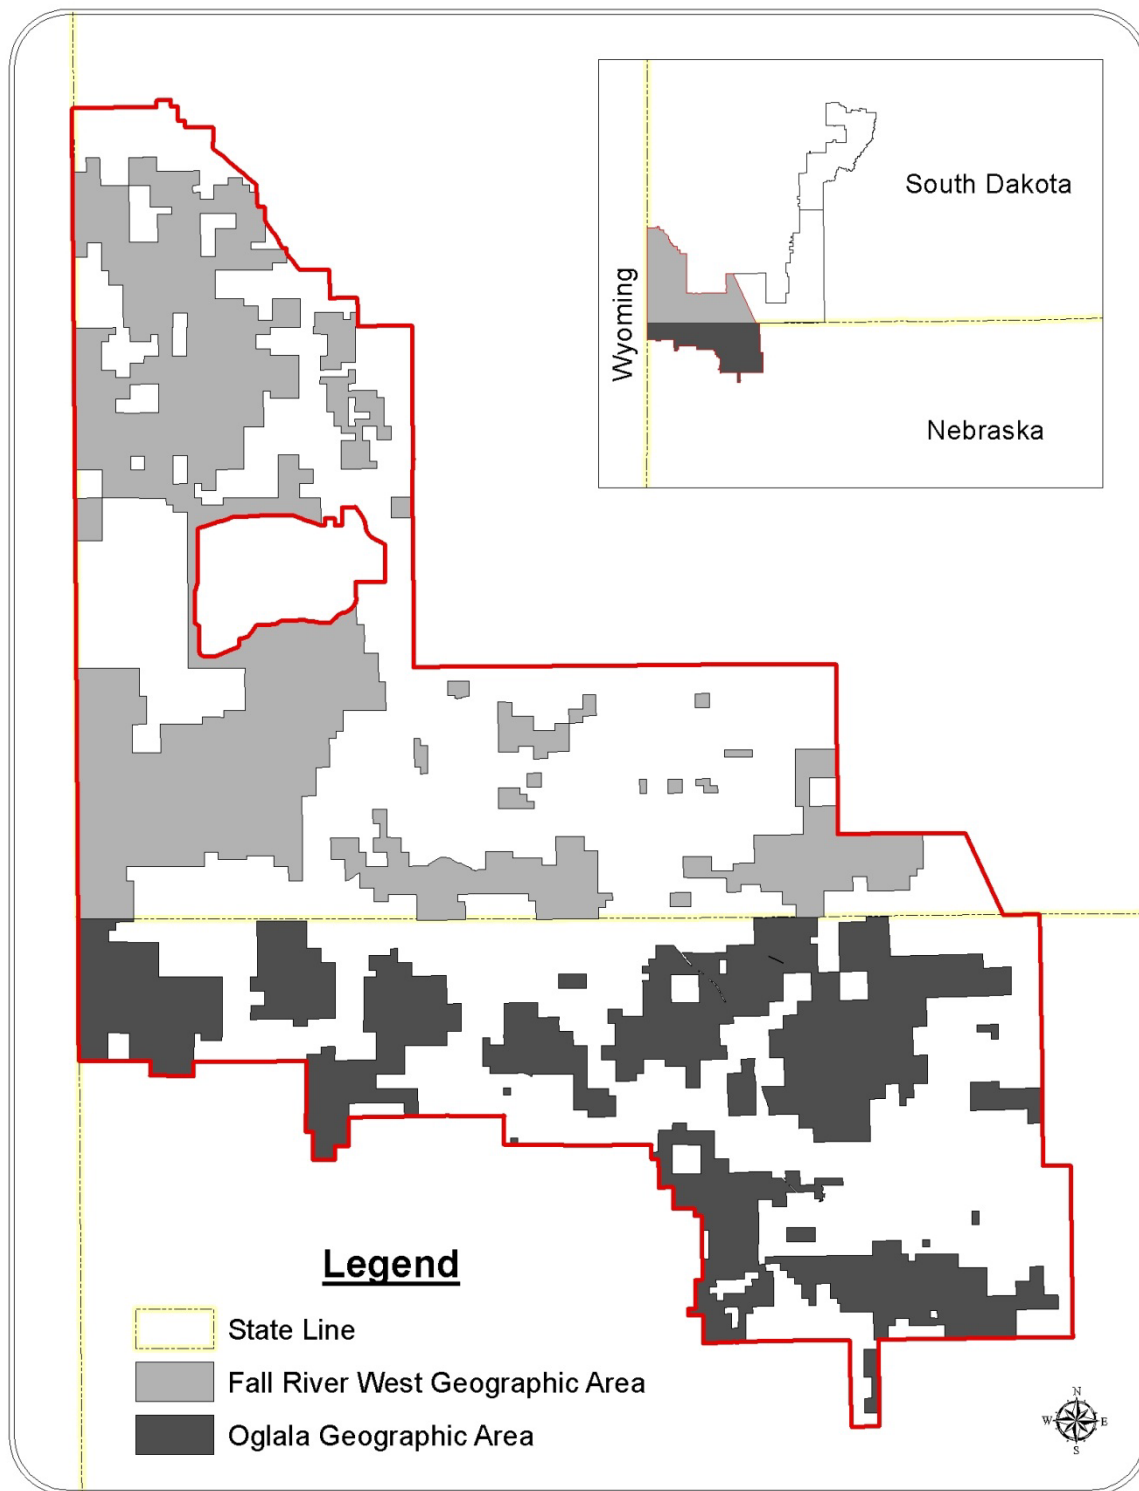 South Dakota
Wyoming
Nebraska
Legend
State Line
Fall River West Geographic Area
Oglala Geographic Area
N
W
E
S